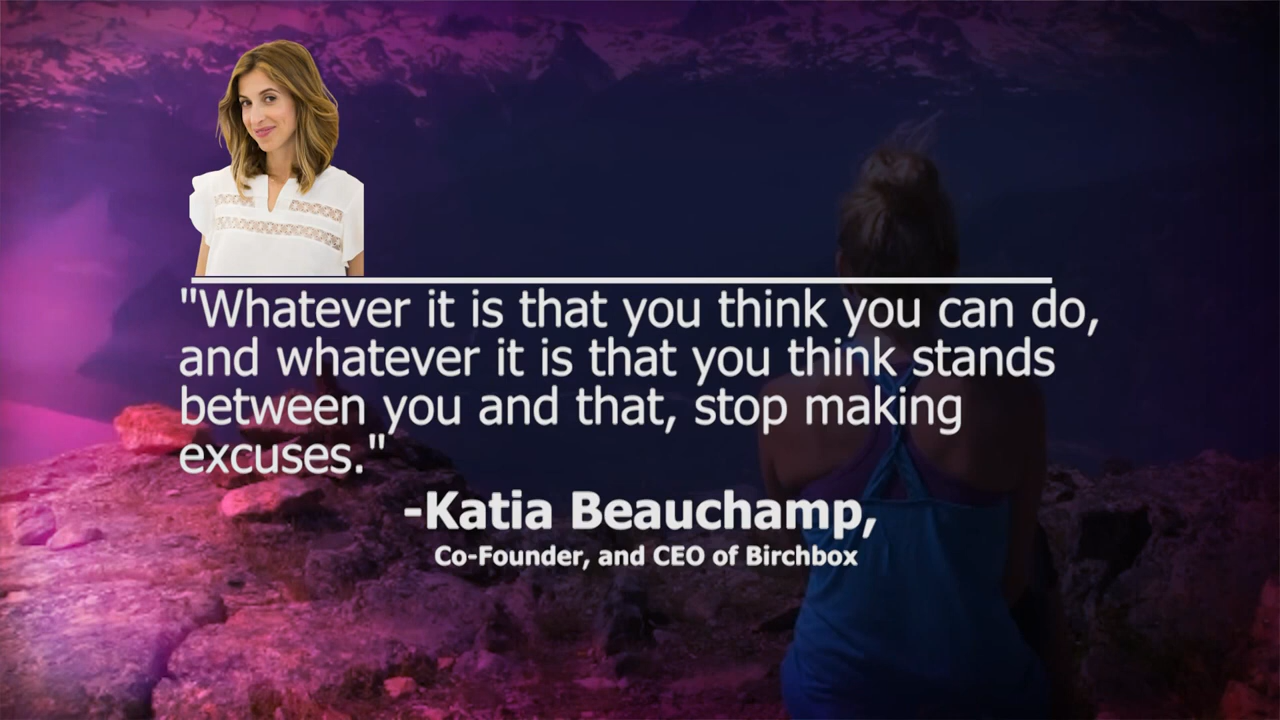 "Whatever it is that you think you can do,
and whatever it is that you think stands
between you and that, stop making
excuses."
-Katia Beauchamp,
Co-Founder, and CEO of Birchbox